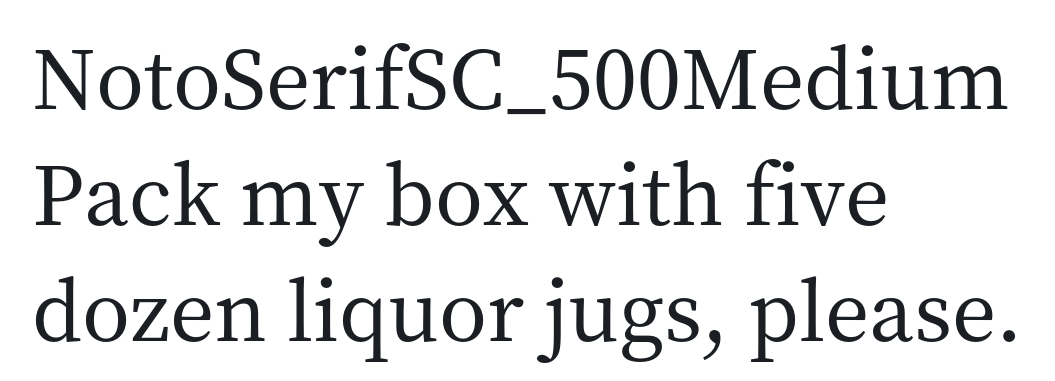 NotoSerifSC_500Medium
Pack my box with five
dozen liquor jugs, please.